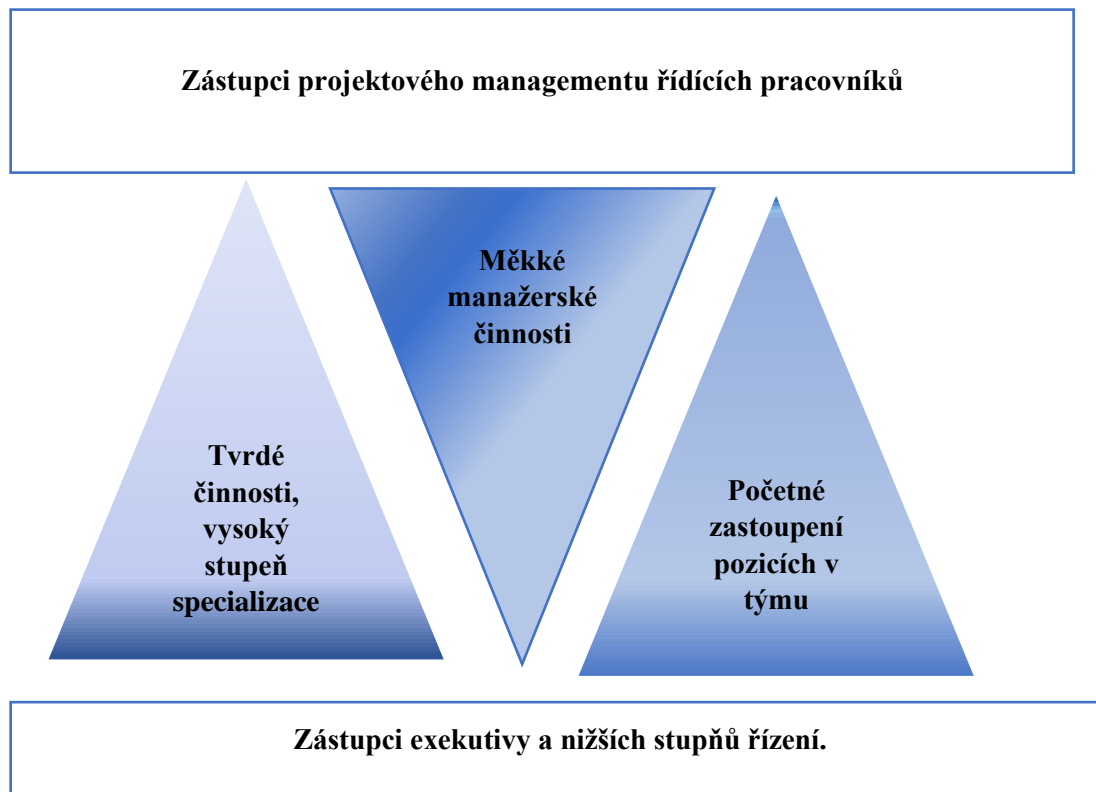 Zástupci projektového managementu řídících pracovníků
Měkké
manažerské
činnosti
Tvrdé
činnosti,
vysoký
stupeň
specializace
Početné
zastoupení
pozicích v
týmu
Zástupci exekutivy a nižších stupňů řízení.